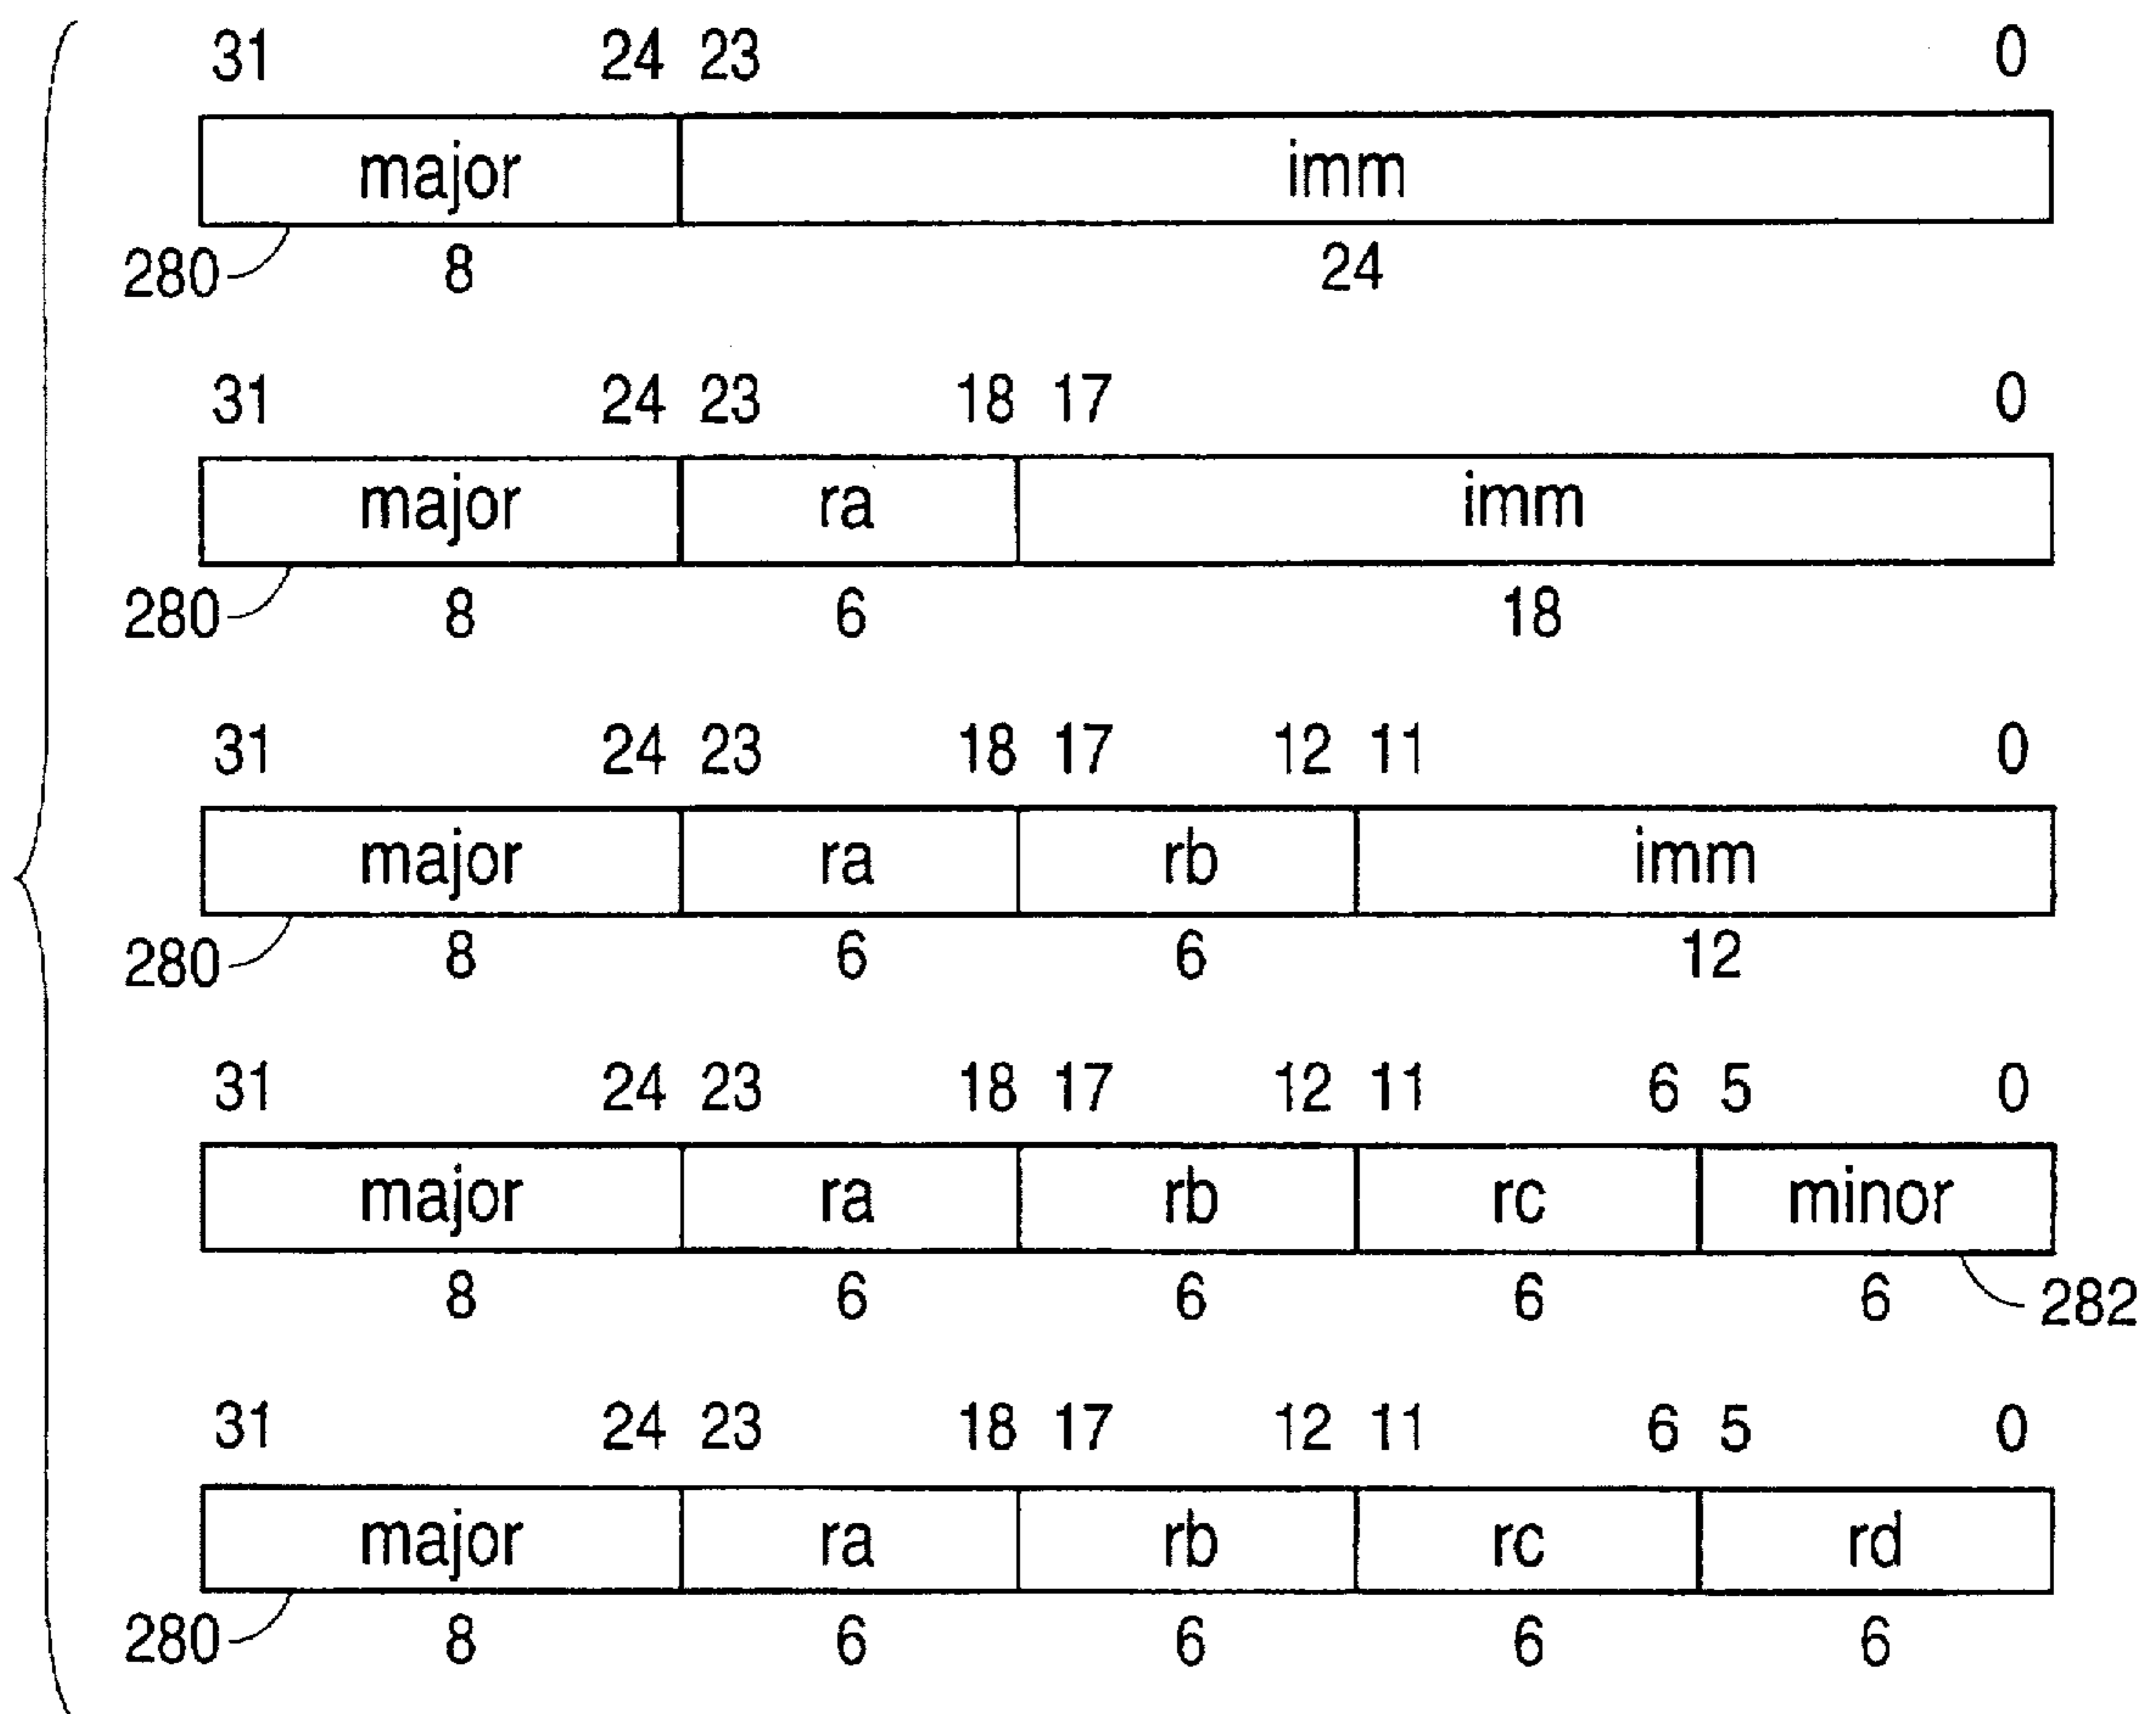 31 24 23 0
major imm
280 8 24
31 24 23 18 17 0
major ra imm
280 8 6 18
31 24 23 18 17 12 11 0
major ra rb imm
280 8 6 6 12
31 24 23 18 17 12 11 6 5 0
major ra rb rc minor
8 6 6 6 6 282
31 24 23 18 17 12 11 6 5 0
major ra rb rc rd
280 8 6 6 6 6